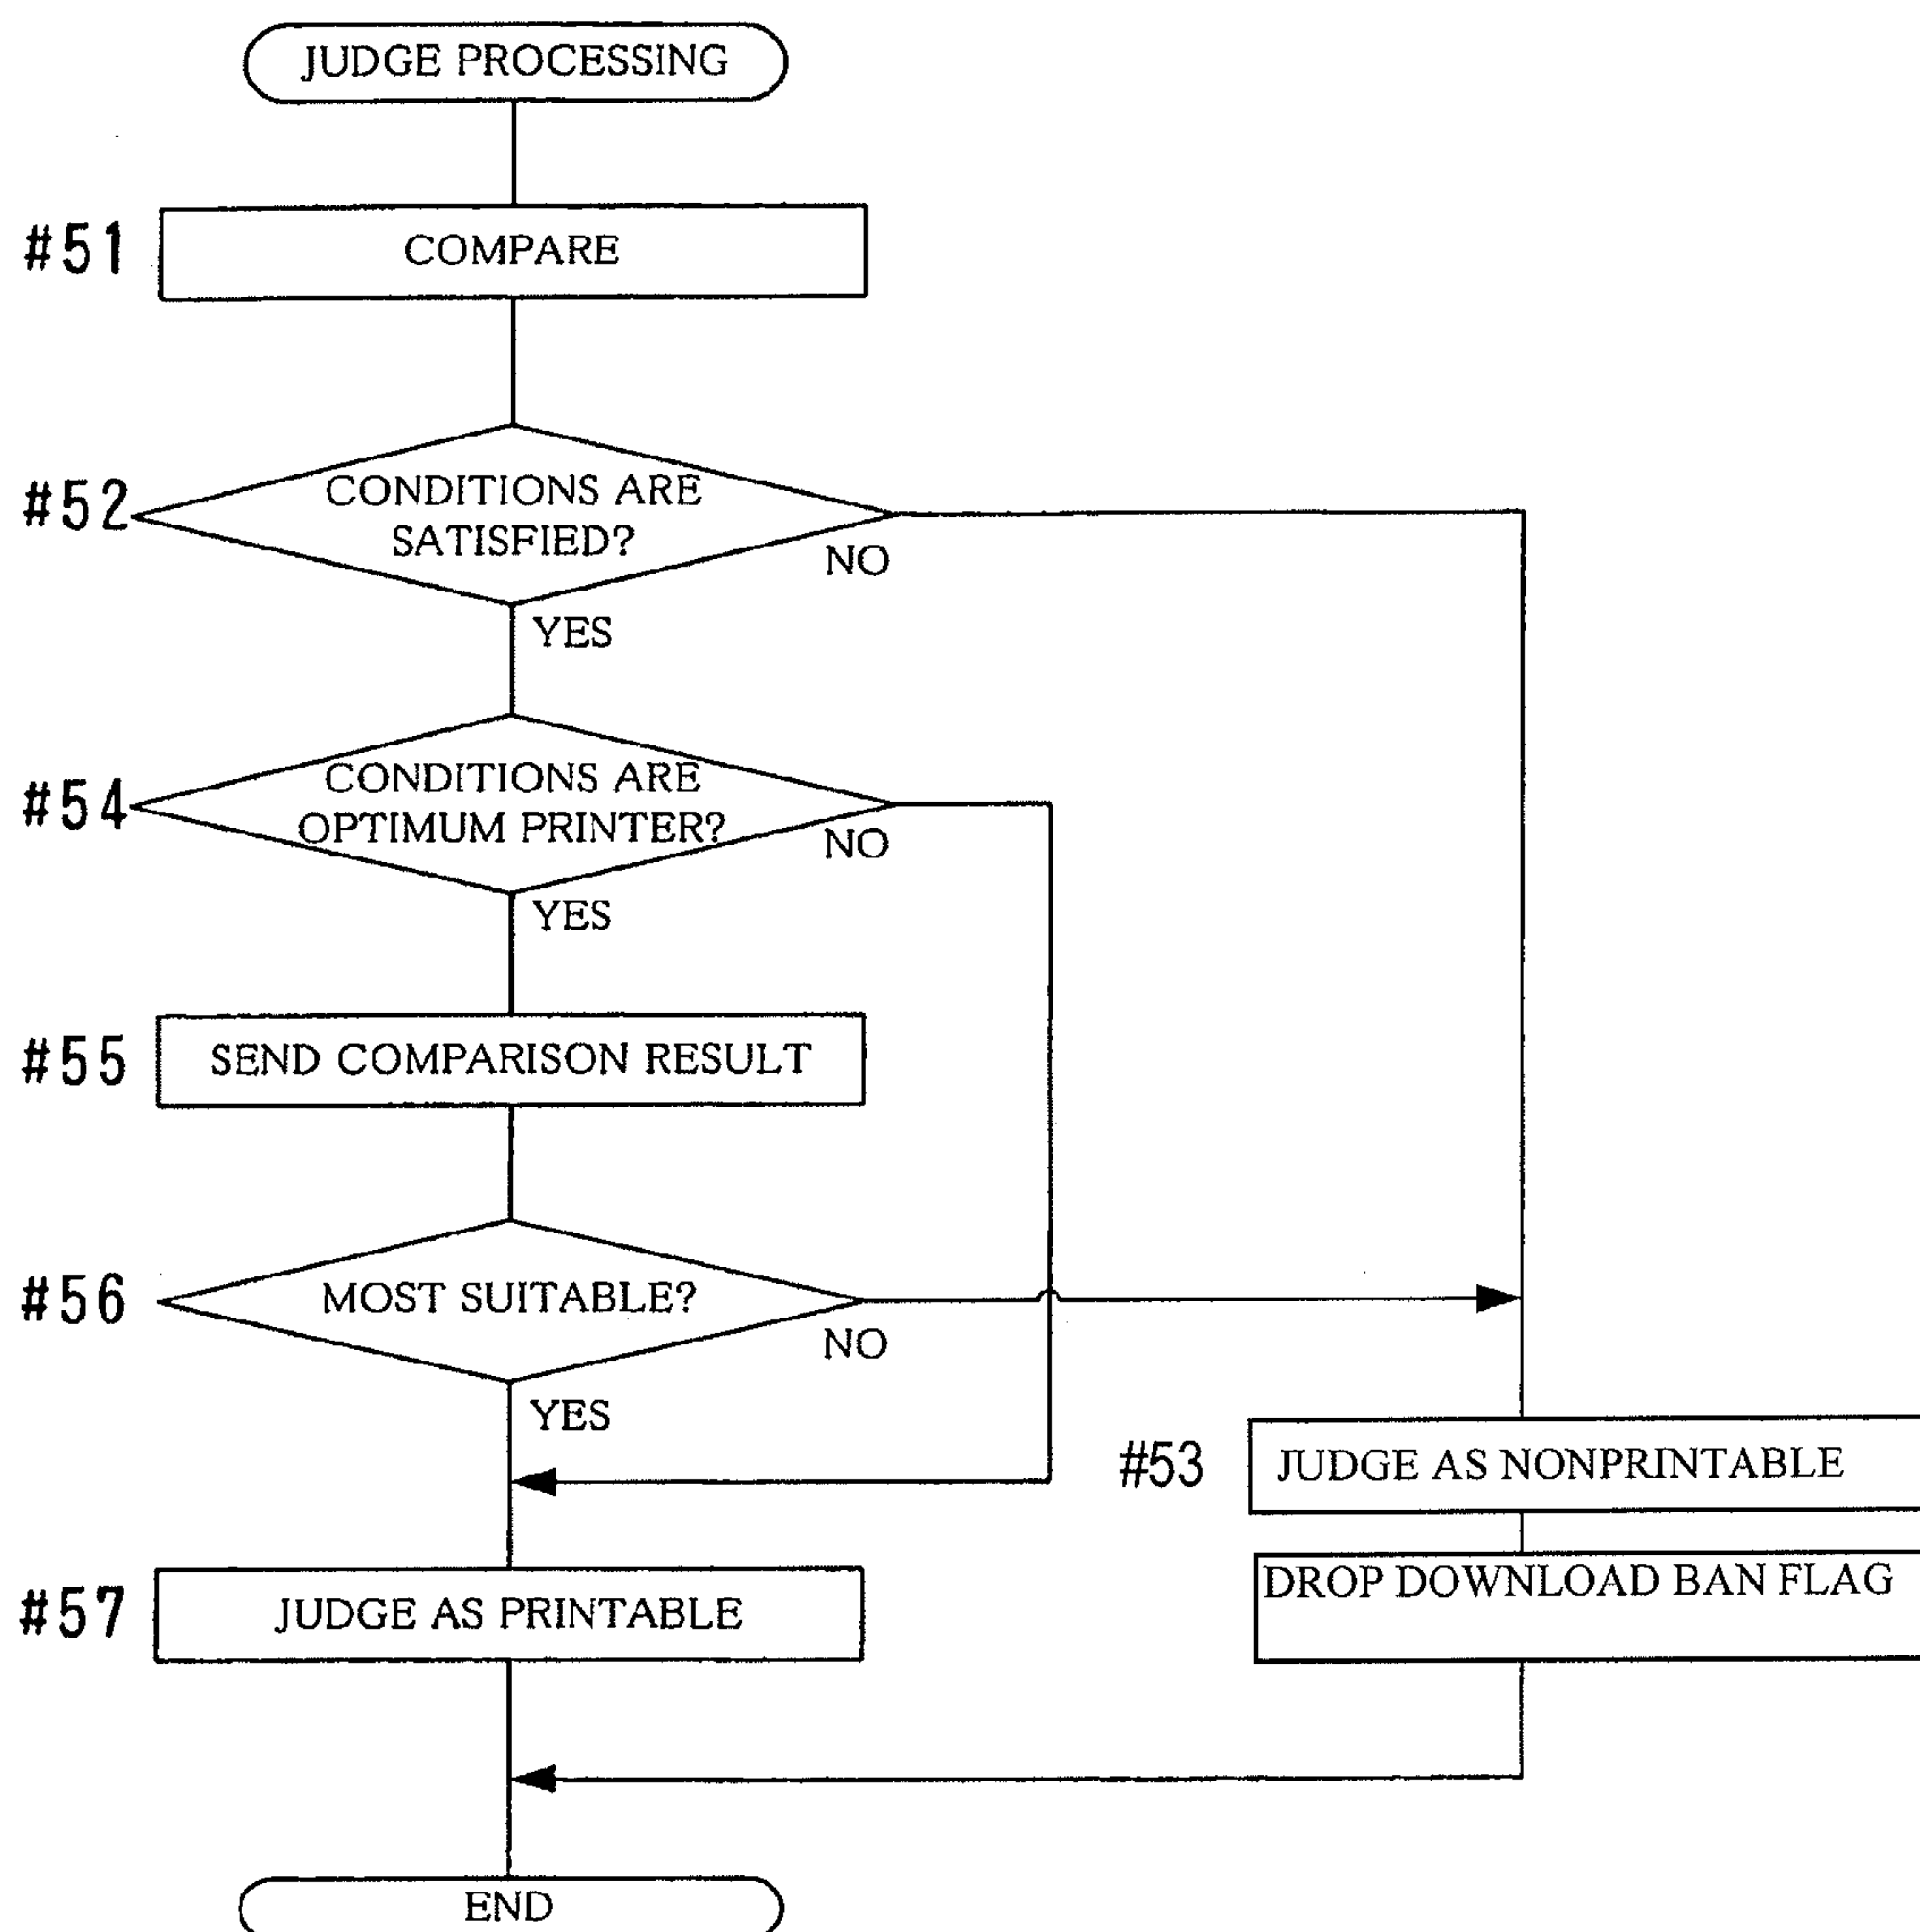 JUDGE PROCESSING
#51
COMPARE
#52
CONDITIONS ARE
SATISFIED?
NO
YES
#54
CONDITIONS ARE
OPTIMUM PRINTER?
NO
YES
#55
SEND COMPARISON RESULT
#56
MOST SUITABLE?
NO
YES
#53
JUDGE AS NONPRINTABLE
DROP DOWNLOAD BAN FLAG
#57
JUDGE AS PRINTABLE
END